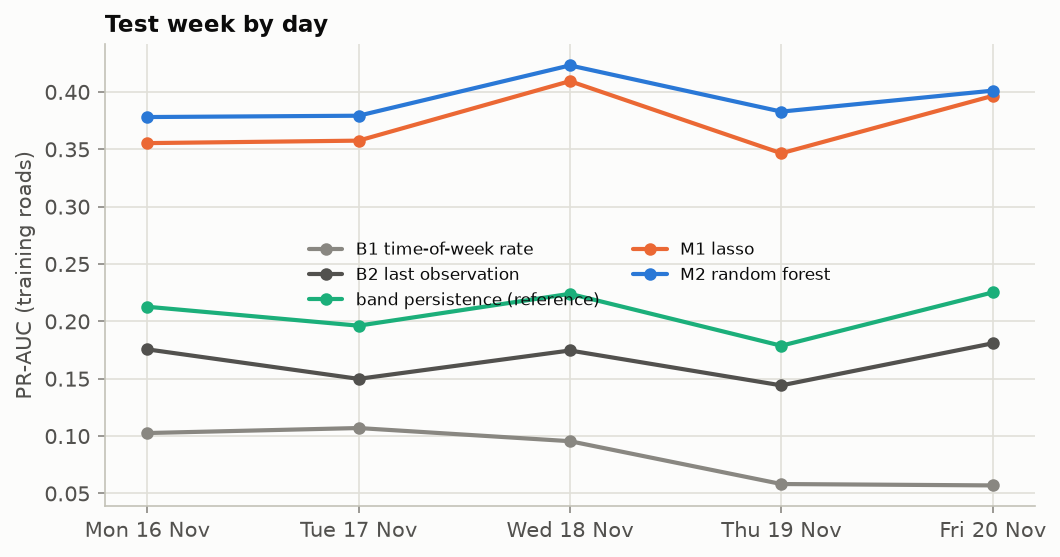 Test week by day
PR-AUC (training roads)
0.40
0.35
0.30
0.25
0.20
0.15
0.10
0.05
B1 time-of-week rate
B2 last observation
band persistence (reference)
M1 lasso
M2 random forest
Mon 16 Nov
Tue 17 Nov
Wed 18 Nov
Thu 19 Nov
Fri 20 Nov